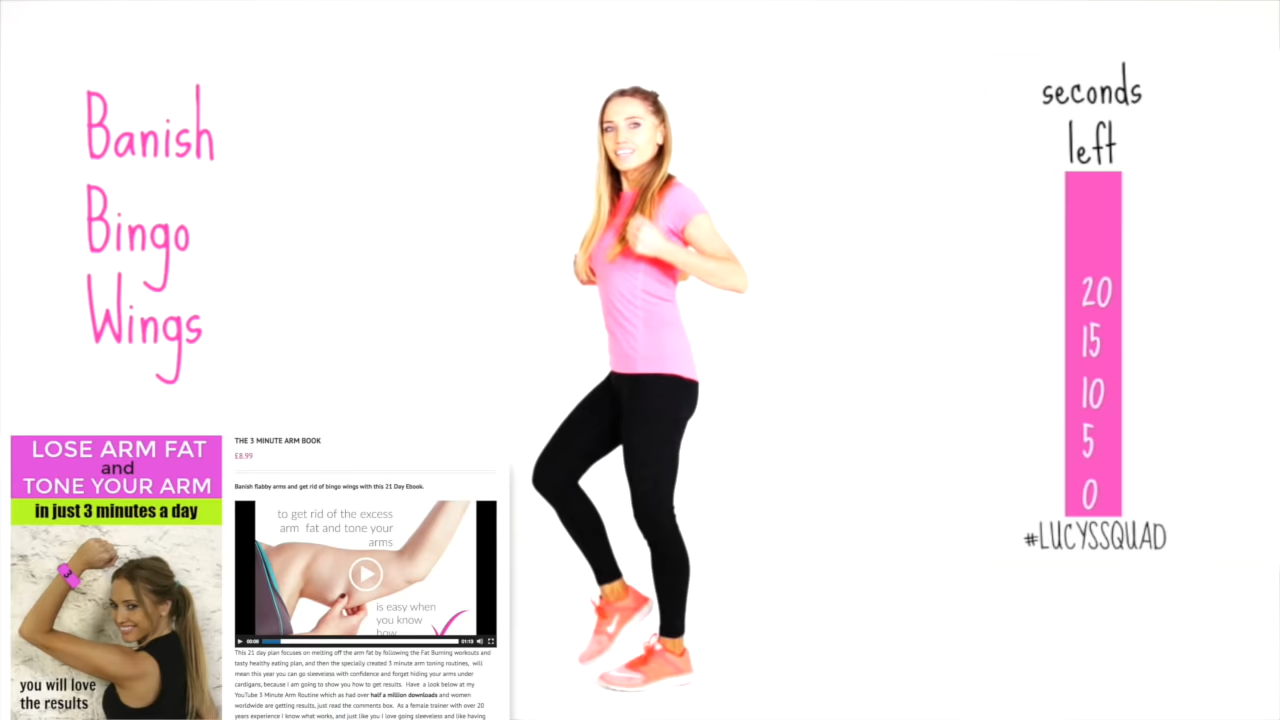 Banish
Bingo
Wings
seconds
left
20
15
10
5
0
#LUCYSSQUAD
LOSE ARM FAT
and
TONE YOUR ARM
in just 3 minutes a day
3
you will love
the results
THE 3 MINUTE ARM BOOK
£8.99
Banish flabby arms and get rid of bingo wings with this 21 Day Ebook.
to get rid of the excess
arm fat and tone your
arms
is easy when
you know
how
00:06
01:13
This 21 day plan focuses on melting off the arm fat by following the Fat Burning workouts and
tasty healthy eating plan, and then the specially created 3 minute arm toning routines, will
mean this year you can go sleeveless with confidence and forget hiding your arms under
cardigans, because I am going to show you how to get results. Have a look below at my
YouTube 3 Minute Arm Routine which as had over half a million downloads and women
worldwide are getting results, just read the comments box. As a female trainer with over 20
years experience I know what works, and just like you I love going sleeveless and like having